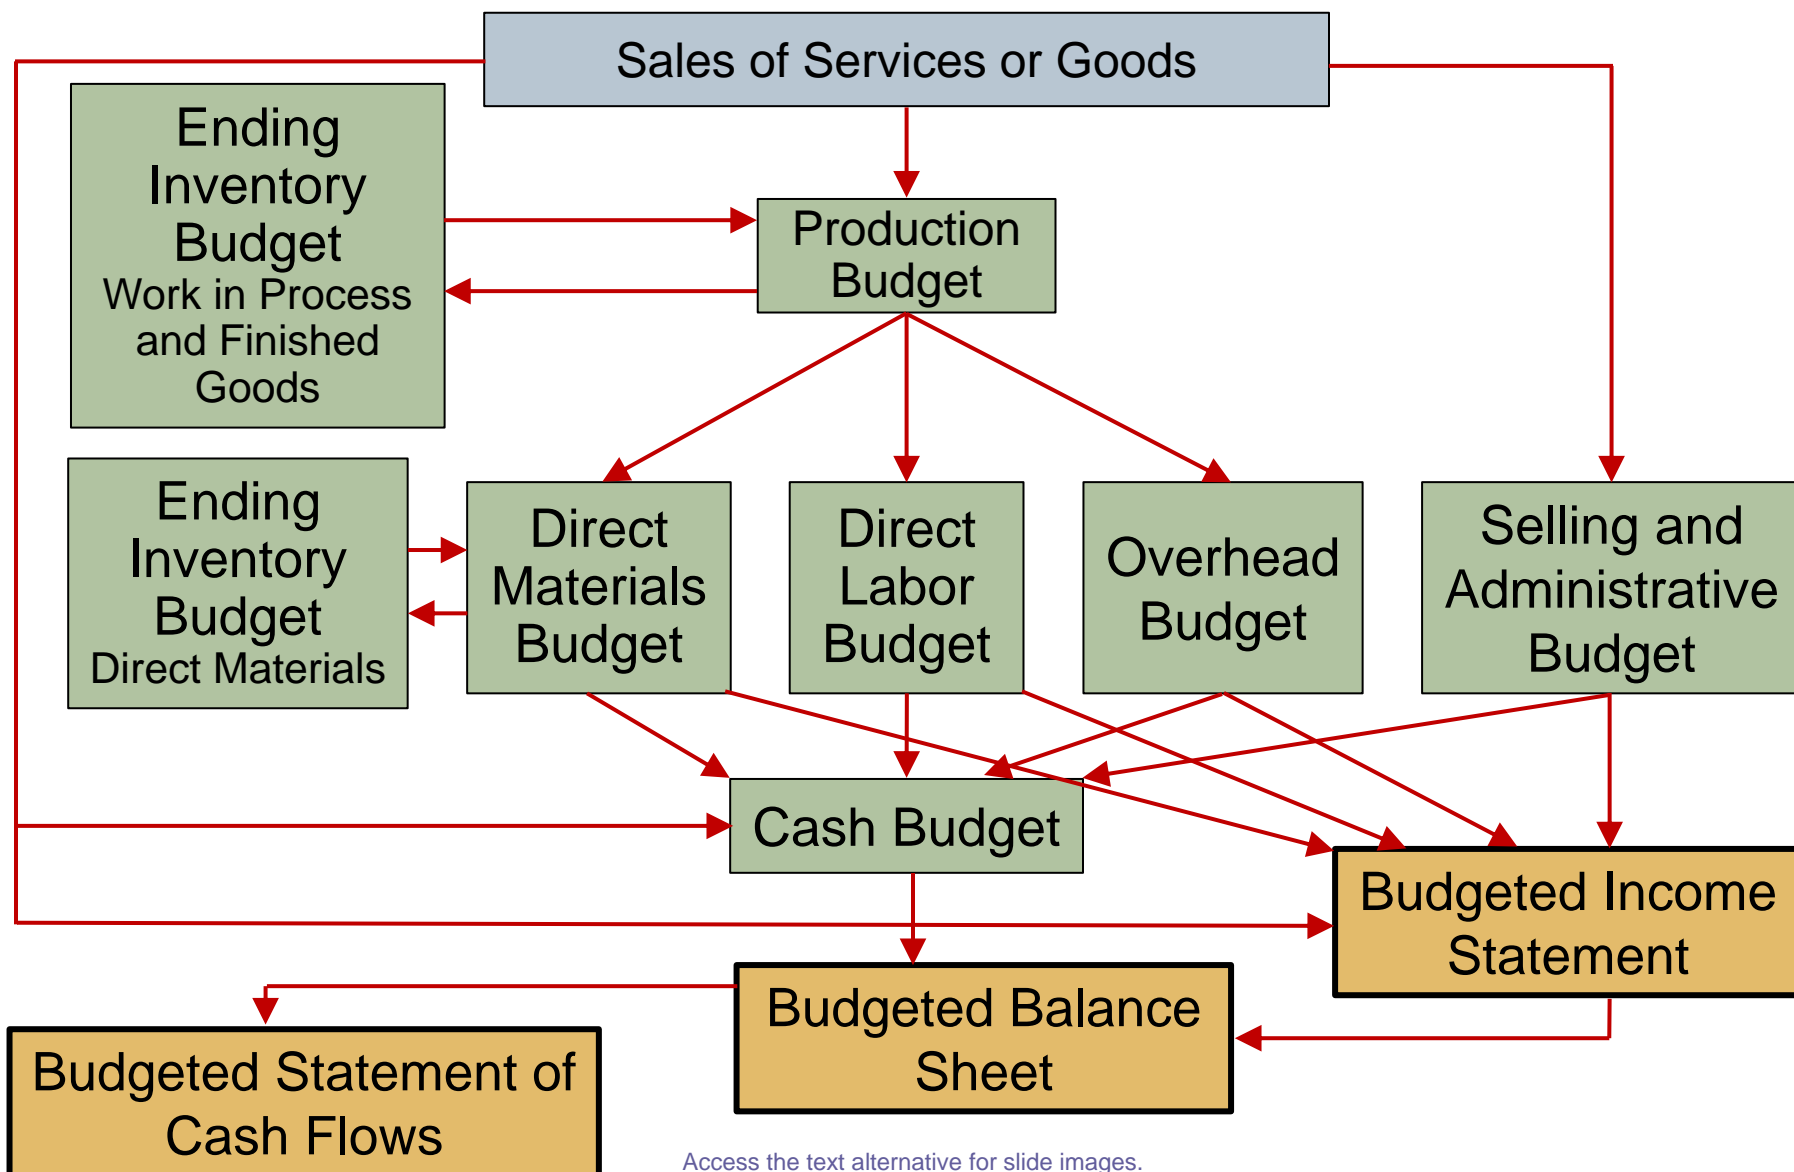 Sales of Services or Goods
Ending
Inventory
Budget
Work in Process
and Finished
Goods
Production
Budget
Ending
Inventory
Budget
Direct Materials
Direct
Materials
Budget
Direct
Labor
Budget
Overhead
Budget
Selling and
Administrative
Budget
Cash Budget
Budgeted Income
Statement
Budgeted Balance
Sheet
Budgeted Statement of
Cash Flows
Access the text alternative for slide images.